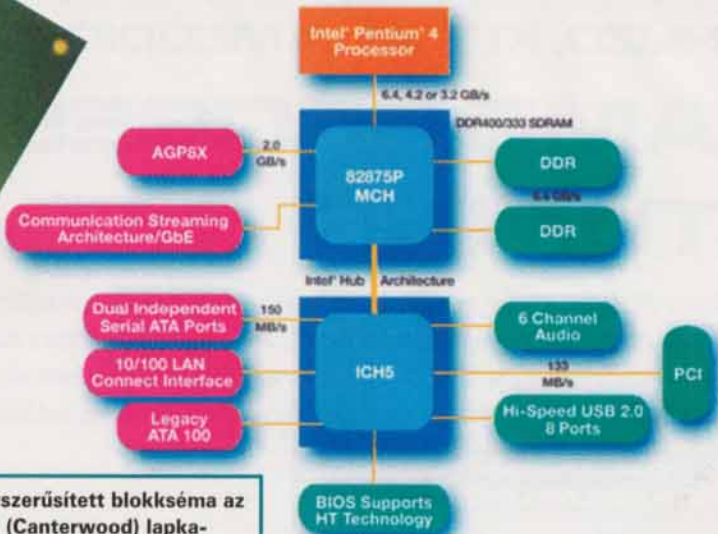 Intel® Pentium® 4
Processor
6.4, 4.2 or 3.2 GB/s
DDR400/333 SDRAM
AGP8X
2.0
GB/s
82875P
MCH
DDR
6.4 GB/s
DDR
Communication Streaming
Architecture/GbE
Intel® Hub Architecture
Dual Independent
Serial ATA Ports
150
MB/s
6 Channel
Audio
10/100 LAN
Connect Interface
ICH5
133
MB/s
PCI
Legacy
ATA 100
Hi-Speed USB 2.0
8 Ports
BIOS Supports
HT Technology
szerűsített blokkséma az
(Canterwood) lapka-